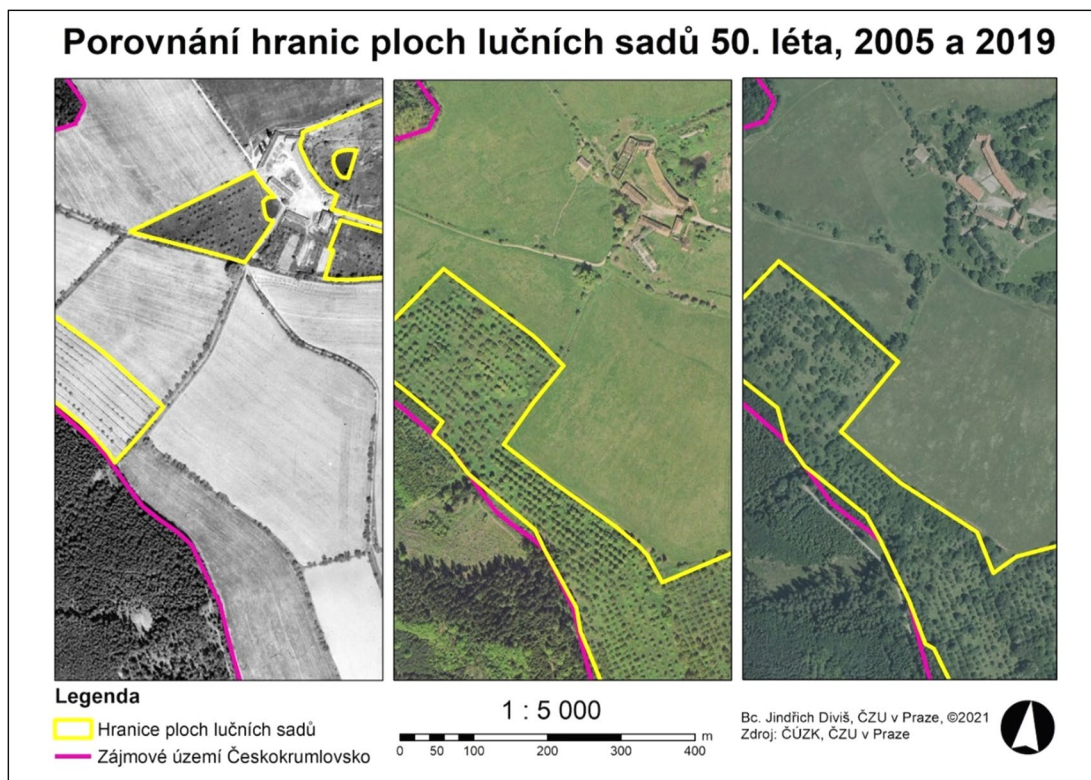 Porovnání hranic ploch lučních sadů 50. léta, 2005 a 2019
Legenda
Hranice ploch lučních sadů
Zájmové území Českokrumlovsko
1 : 5 000
0 50 100 200 300 400 m
Bc. Jindřich Diviš, ČZU v Praze, ©2021
Zdroj: ČÚZK, ČZU v Praze